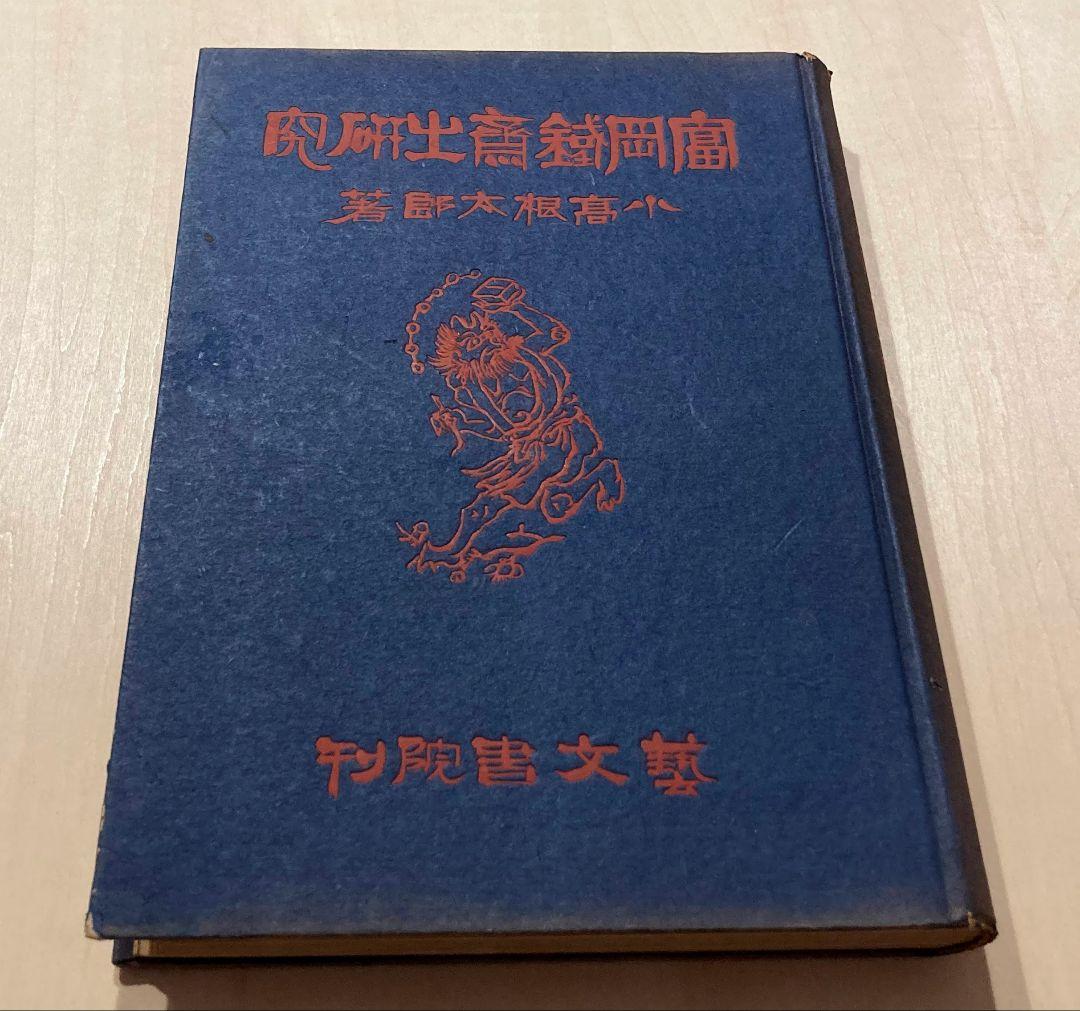 富岡鐵齋之研究
小高根太郎著
藝文書院刊